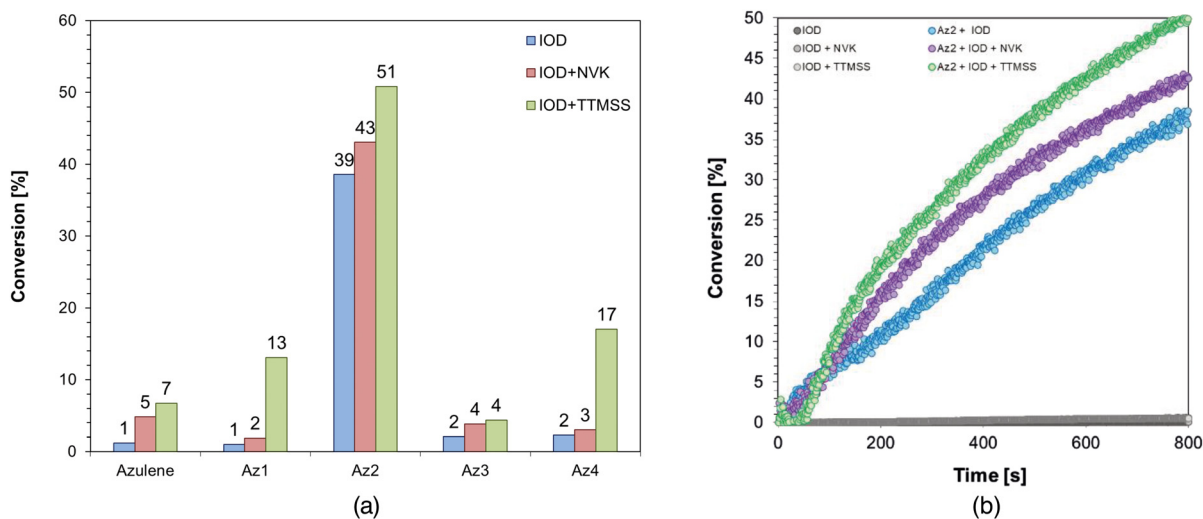 60
50
40
30
20
10
0
Conversion [%]
IOD
IOD+NVK
IOD+TTMSS
1
5
7
1
2
13
39
43
51
2
4
4
2
3
17
Azulene Az1 Az2 Az3 Az4
(a)
50
45
40
35
30
25
20
15
10
5
0
Conversion [%]
IOD
IOD + NVK
IOD + TTMSS
Az2 + IOD
Az2 + IOD + NVK
Az2 + IOD + TTMSS
0 200 400 600 800
Time [s]
(b)